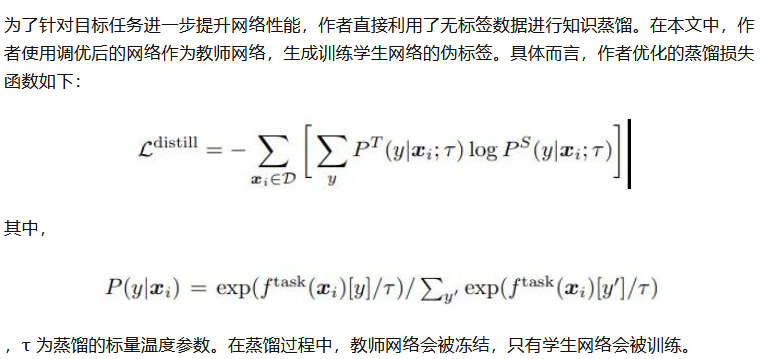 为了针对目标任务进一步提升网络性能，作者直接利用了无标签数据进行知识蒸馏。在本文中，作
者使用调优后的网络作为教师网络，生成训练学生网络的伪标签。具体而言，作者优化的蒸馏损失
函数如下：
\mathcal{L}^{\mathrm{distill}} = -\sum_{\boldsymbol{x}_i \in \mathcal{D}} \left[ \sum_{y} P^T(y|\boldsymbol{x}_i;\tau) \log P^S(y|\boldsymbol{x}_i;\tau) \right]
其中，
P(y|\boldsymbol{x}_i) = \exp(f^{\mathrm{task}}(\boldsymbol{x}_i)[y]/\tau) / \sum_{y'} \exp(f^{\mathrm{task}}(\boldsymbol{x}_i)[y']/\tau)
，τ 为蒸馏的标量温度参数。在蒸馏过程中，教师网络会被冻结，只有学生网络会被训练。